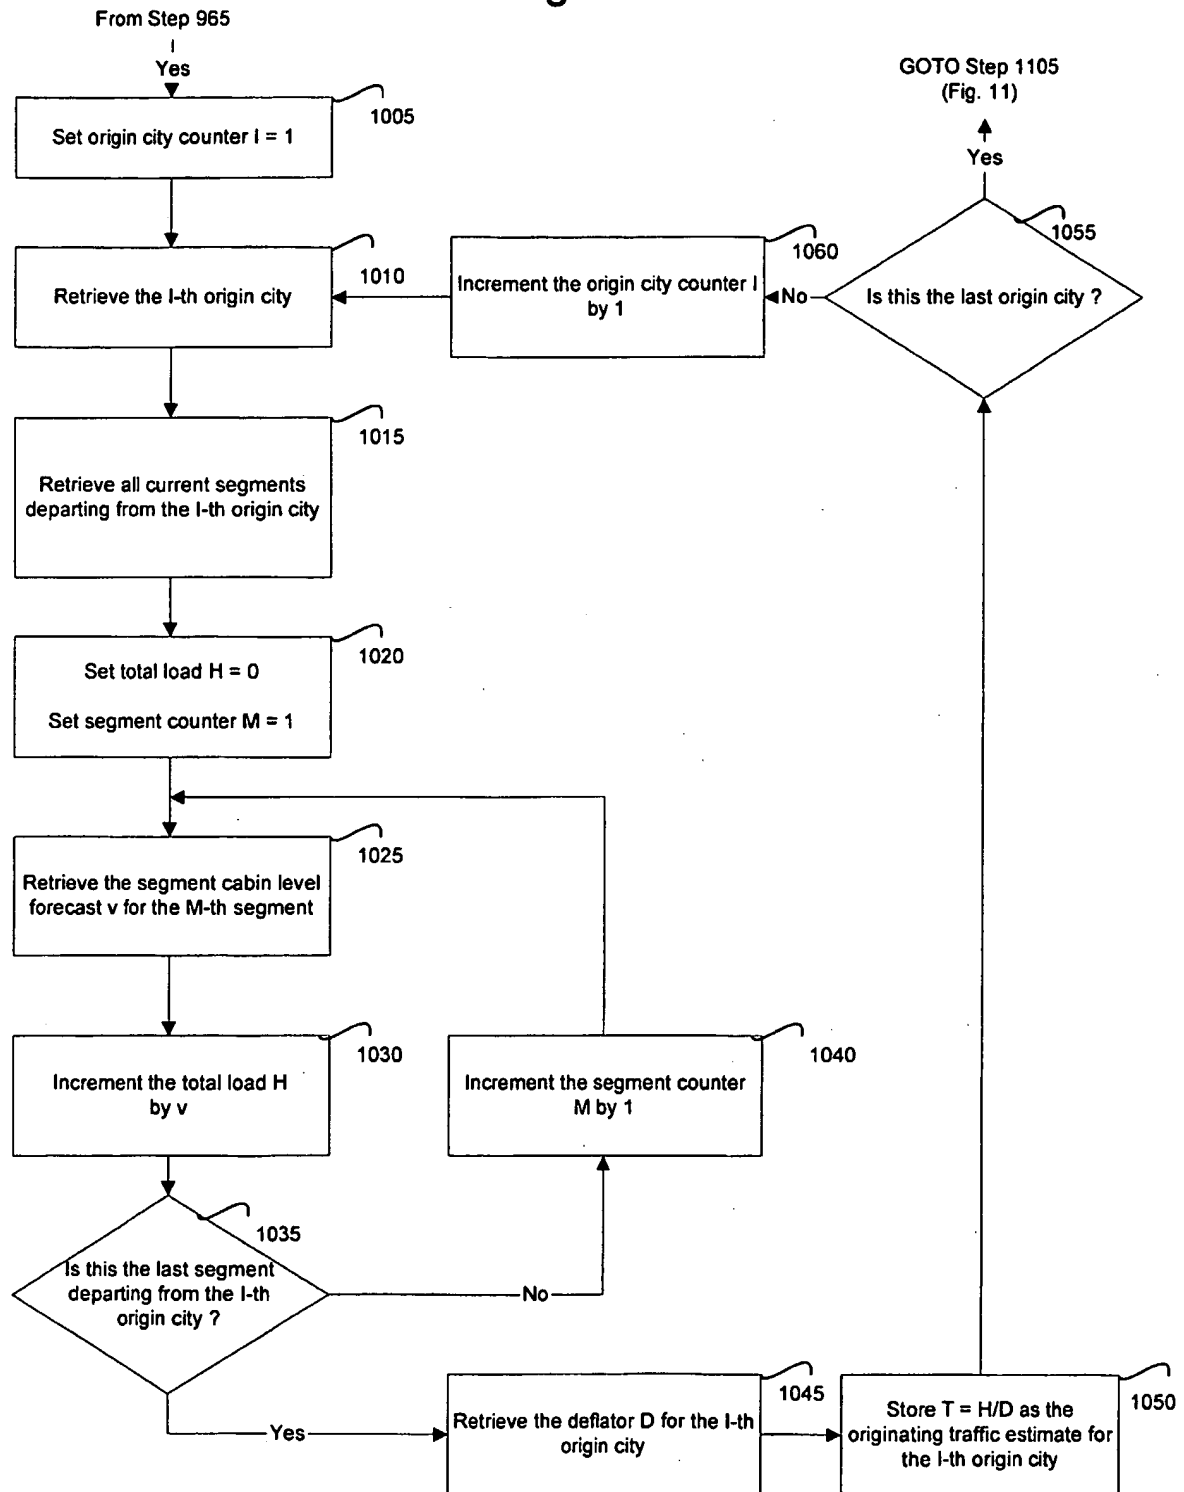 From Step 965
Yes
1005
Set origin city counter I = 1
GOTO Step 1105
(Fig. 11)
Yes
1055
Is this the last origin city ?
No
1060
Increment the origin city counter I
by 1
1010
Retrieve the I-th origin city
1015
Retrieve all current segments
departing from the I-th origin city
1020
Set total load H = 0
Set segment counter M = 1
1025
Retrieve the segment cabin level
forecast v for the M-th segment
1030
Increment the total load H
by v
1040
Increment the segment counter
M by 1
1035
Is this the last segment
departing from the I-th
origin city ?
No
Yes
1045
Retrieve the deflator D for the I-th
origin city
1050
Store T = H/D as the
originating traffic estimate for
the I-th origin city